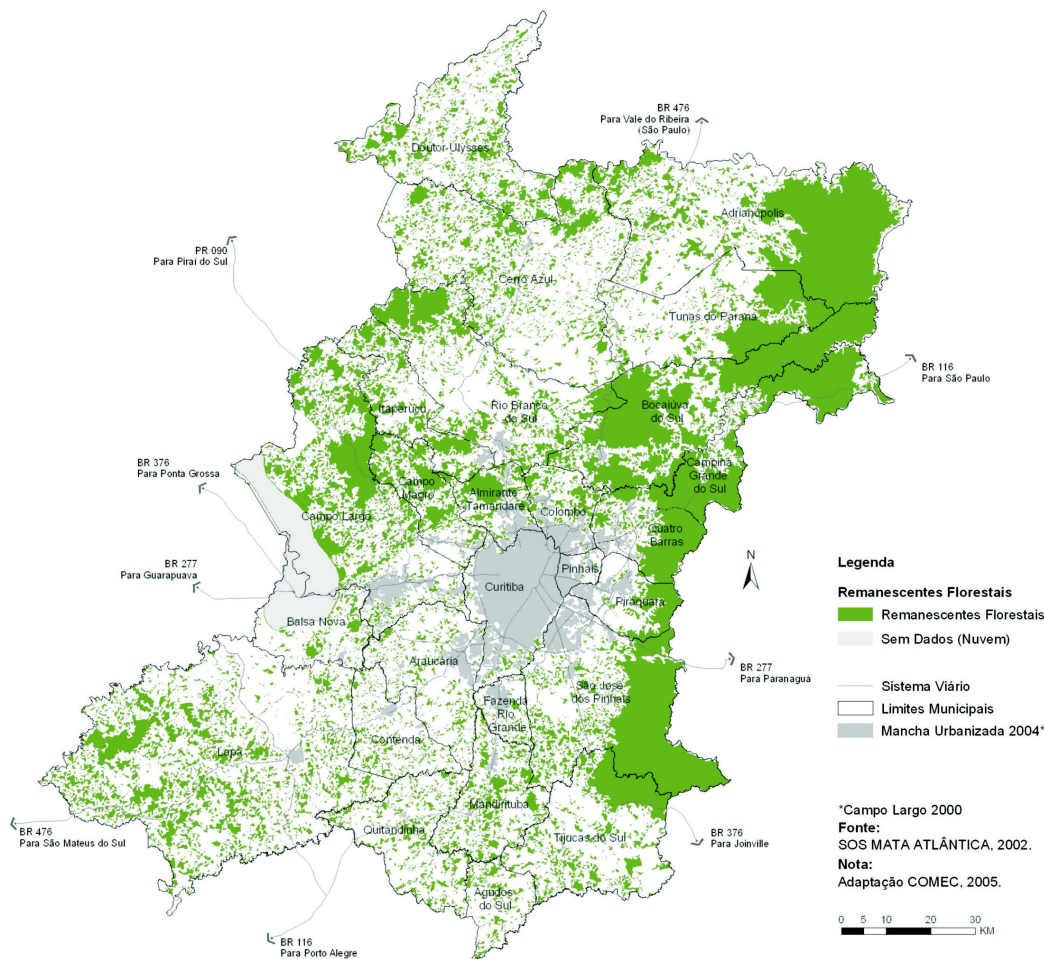 BR 476
Para Vale do Ribeira
(São Paulo)
Doutor Ulysses
Adrianópolis
PR 090
Para Pirai do Sul
Cerro Azul
Tunas do Paraná
BR 116
Para São Paulo
Itaperuçu
Rio Branco
do Sul
Bocaiúva
do Sul
BR 376
Para Ponta Grossa
Campina
Grande
do Sul
Campo
Magro
Almirante
Tamandaré
Colombo
Campo Largo
Cuatro
Barras
N
BR 277
Para Guarapuava
Pinhais
Curitiba
Piraquara
Balsa Nova
Araucária
BR 277
Para Paranaguá
São José
dos Pinhais
Fazenda
Rio
Grande
Contenda
Lapa
Mandirituba
Quitandinha
Tijucas do Sul
BR 476
Para São Mateus do Sul
BR 376
Para Joinville
Agudos
do Sul
BR 116
Para Porto Alegre
Legenda
Remanescentes Florestais
Remanescentes Florestais
Sem Dados (Nuvem)
Sistema Viário
Limites Municipais
Mancha Urbanizada 2004*
*Campo Largo 2000
Fonte:
SOS MATA ATLÂNTICA, 2002.
Nota:
Adaptação COMEC, 2005.
0 5 10 20 30
KM